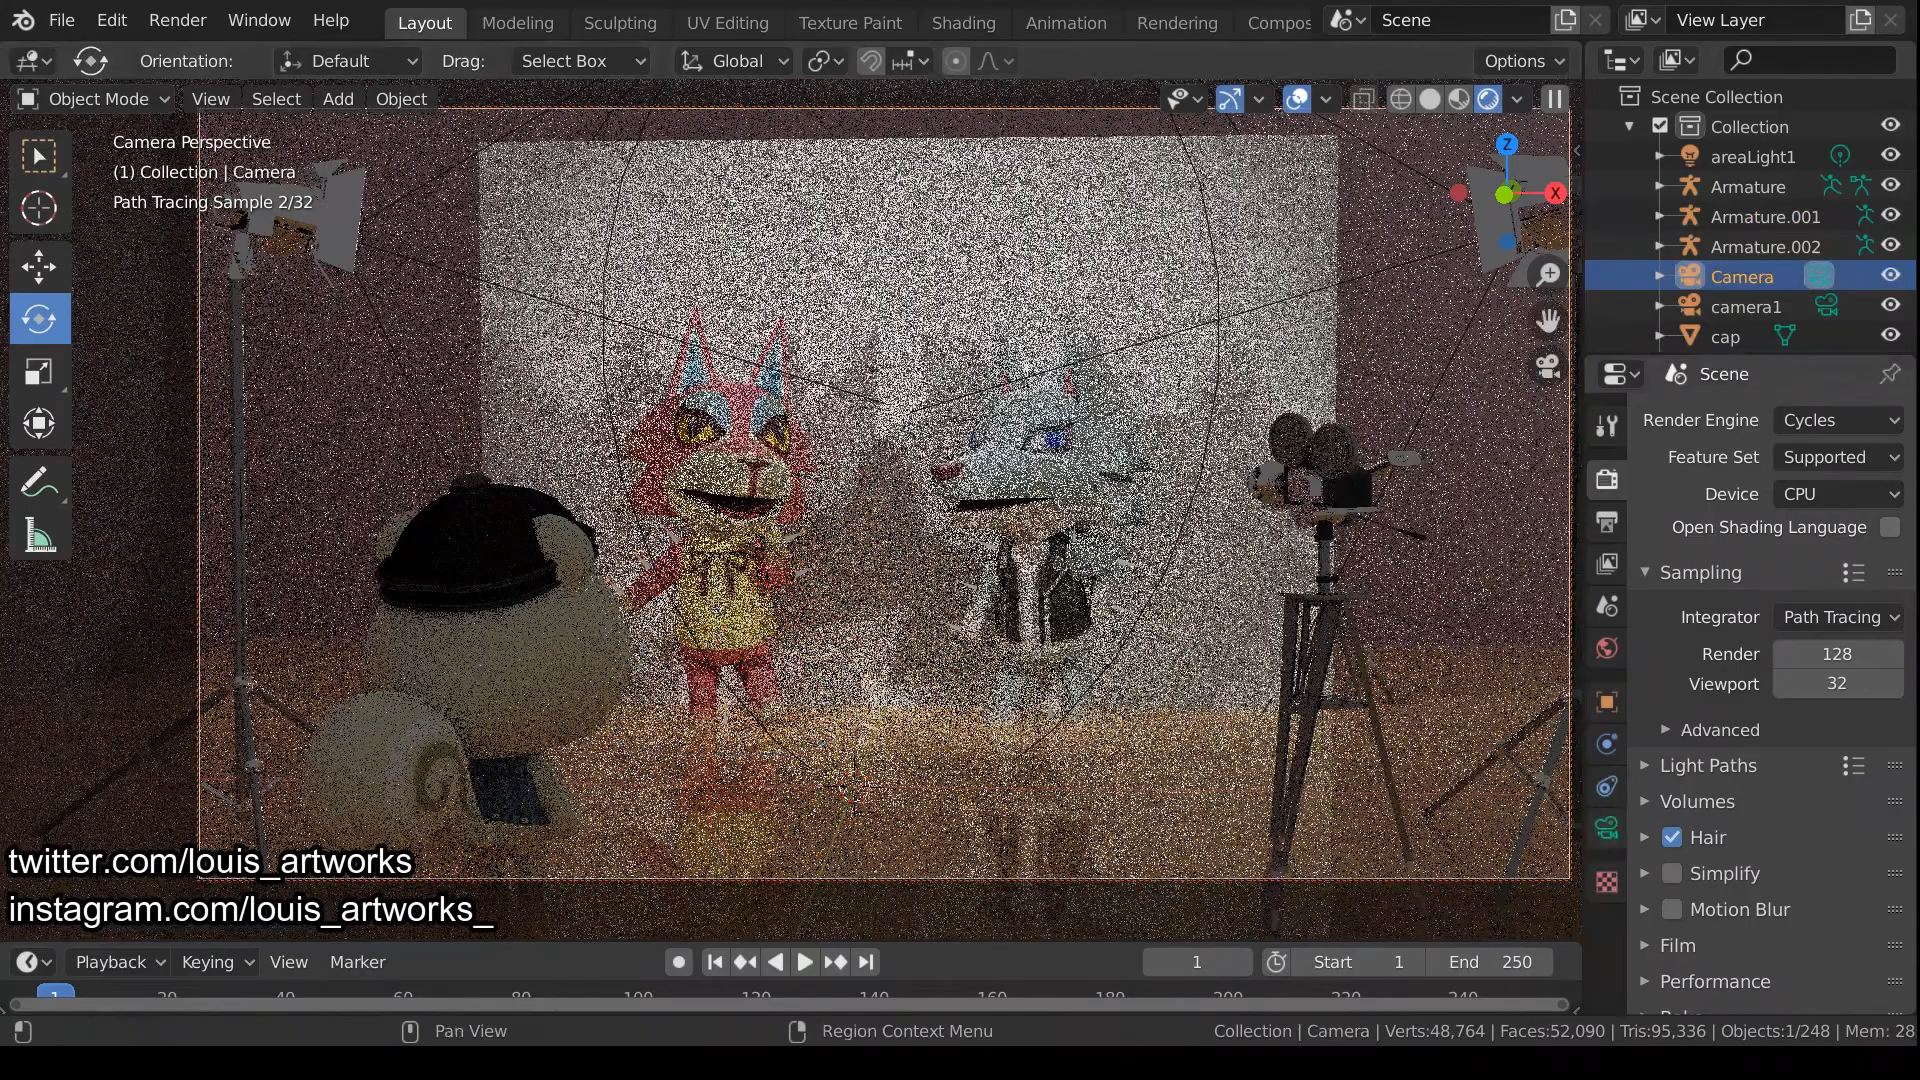 File Edit Render Window Help Layout Modeling Sculpting UV Editing Texture Paint Shading Animation Rendering Compos Scene View Layer
Orientation: Default Drag: Select Box Global Options
Object Mode View Select Add Object
Camera Perspective
(1) Collection | Camera
Path Tracing Sample 2/32
Z
X
Scene Collection
Collection
areaLight1
Armature
Armature.001
Armature.002
Camera
camera1
cap
Scene
Render Engine Cycles
Feature Set Supported
Device CPU
Open Shading Language
Sampling
Integrator Path Tracing
Render 128
Viewport 32
Advanced
Light Paths
Volumes
Hair
Simplify
Motion Blur
Film
Performance
twitter.com/louis_artworks
instagram.com/louis_artworks_
Playback Keying View Marker 1 Start 1 End 250
1 20 40 60 80 100 120 140 160 180 200 220 240
Pan View Region Context Menu Collection | Camera | Verts:48,764 | Faces:52,090 | Tris:95,336 | Objects:1/248 | Mem: 28